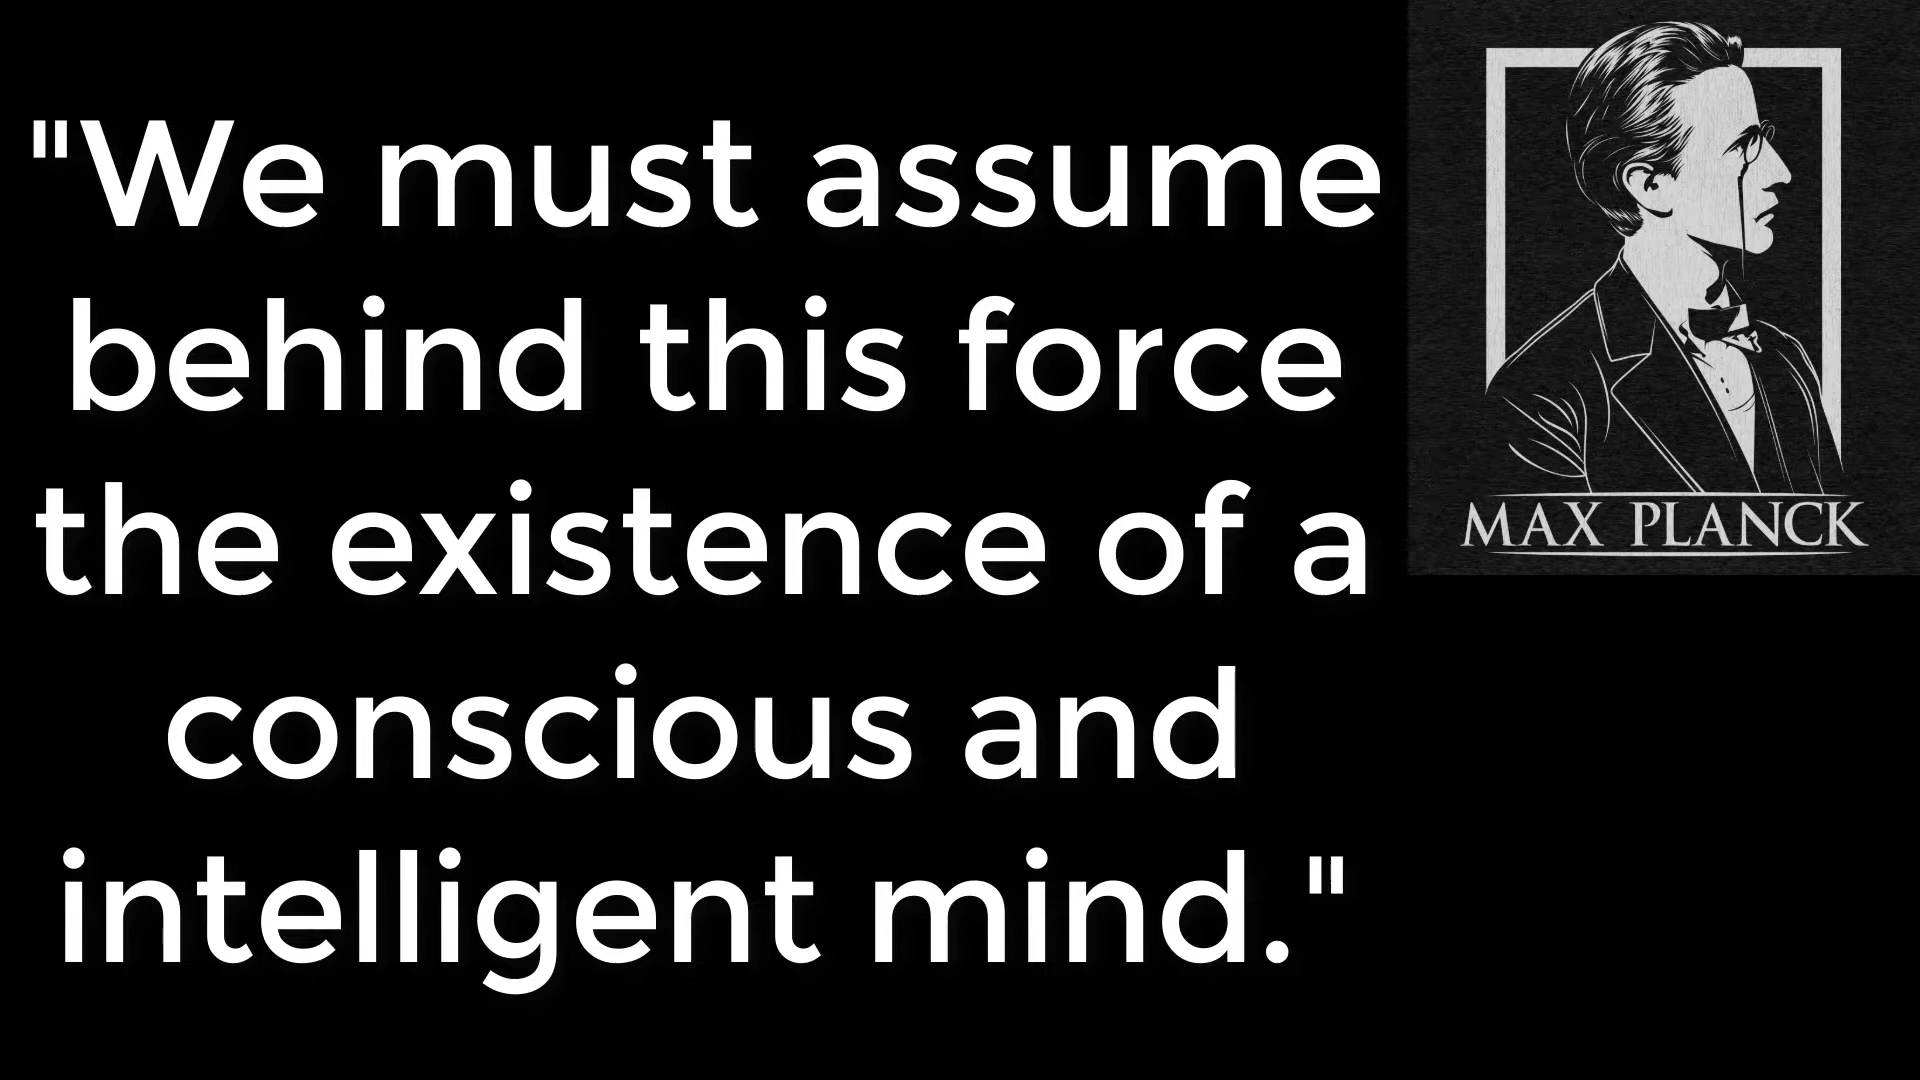 "We must assume
behind this force
the existence of a
conscious and
intelligent mind."
MAX PLANCK